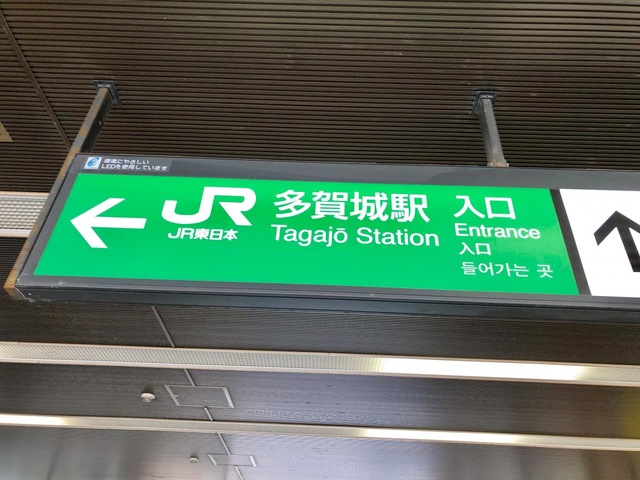 環境にやさしい
LEDを使用しています
JR
JR東日本
多賀城駅
Tagajō Station
入口
Entrance
入口
들어가는 곳